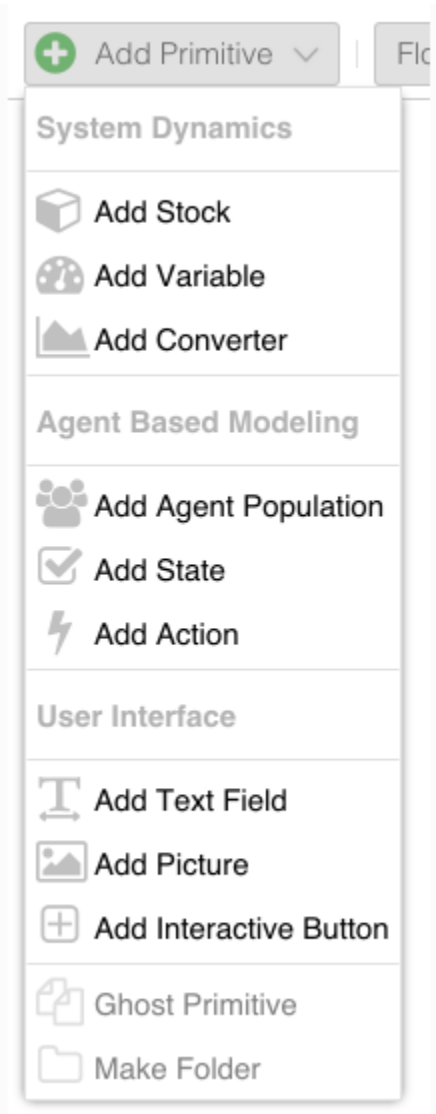 Add Primitive
System Dynamics
Add Stock
Add Variable
Add Converter
Agent Based Modeling
Add Agent Population
Add State
Add Action
User Interface
Add Text Field
Add Picture
Add Interactive Button
Ghost Primitive
Make Folder